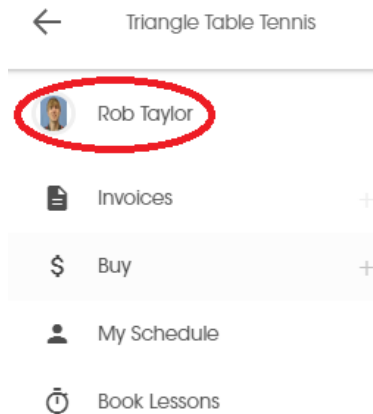 Triangle Table Tennis
Rob Taylor
Invoices
Buy
My Schedule
Book Lessons